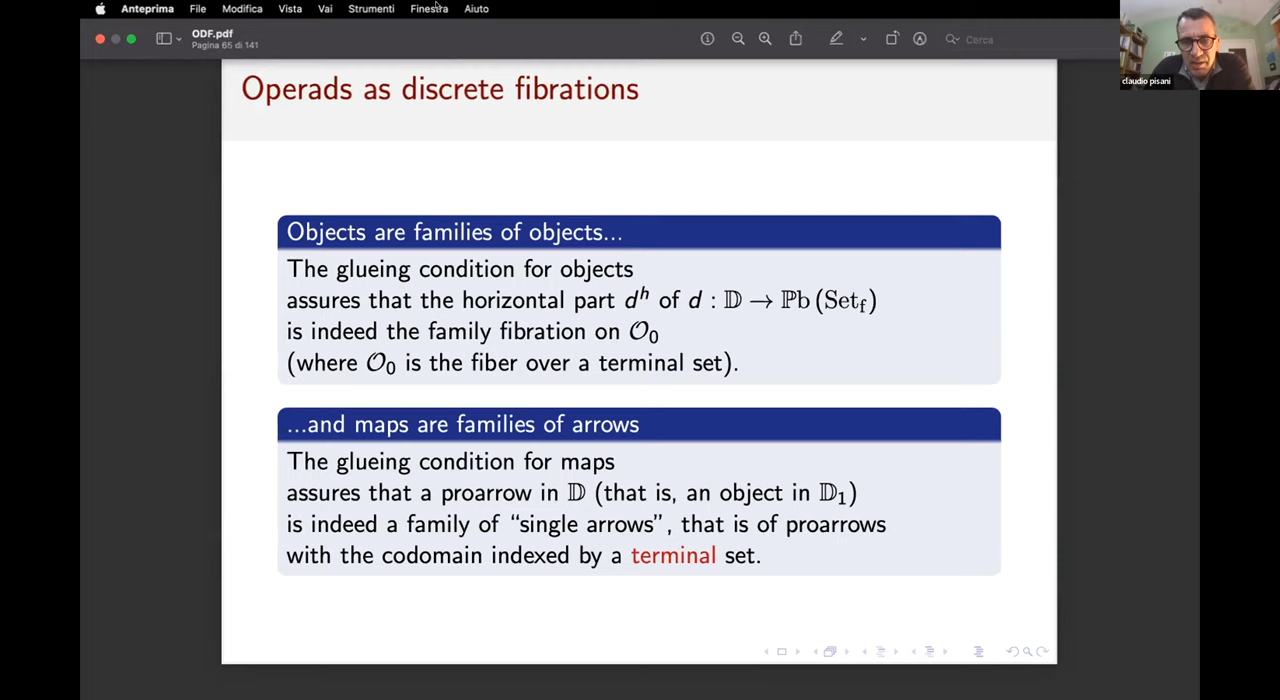 Anteprima File Modifica Vista Vai Strumenti Finestra Aiuto
ODF.pdf
Pagina 65 di 141
Cerca
claudio pisani
Operads as discrete fibrations
Objects are families of objects...
The glueing condition for objects
assures that the horizontal part dʰ of d : 𝔻 → ℙb (Set_f)
is indeed the family fibration on 𝒪₀
(where 𝒪₀ is the fiber over a terminal set).
...and maps are families of arrows
The glueing condition for maps
assures that a proarrow in 𝔻 (that is, an object in 𝔻₁)
is indeed a family of “single arrows”, that is of proarrows
with the codomain indexed by a terminal set.